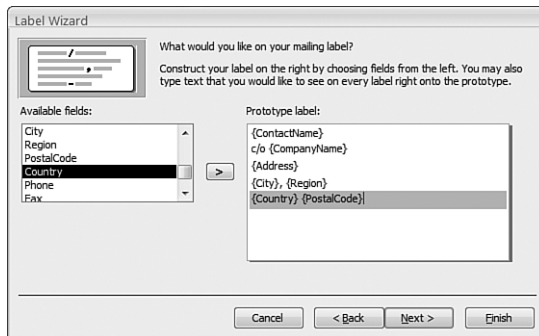 Label Wizard
What would you like on your mailing label?
Construct your label on the right by choosing fields from the left. You may also
type text that you would like to see on every label right onto the prototype.
Available fields:
City
Region
PostalCode
Country
Phone
Fax
>
Prototype label:
{ContactName}
c/o {CompanyName}
{Address}
{City}, {Region}
{Country} {PostalCode}
Cancel
< Back
Next >
Finish